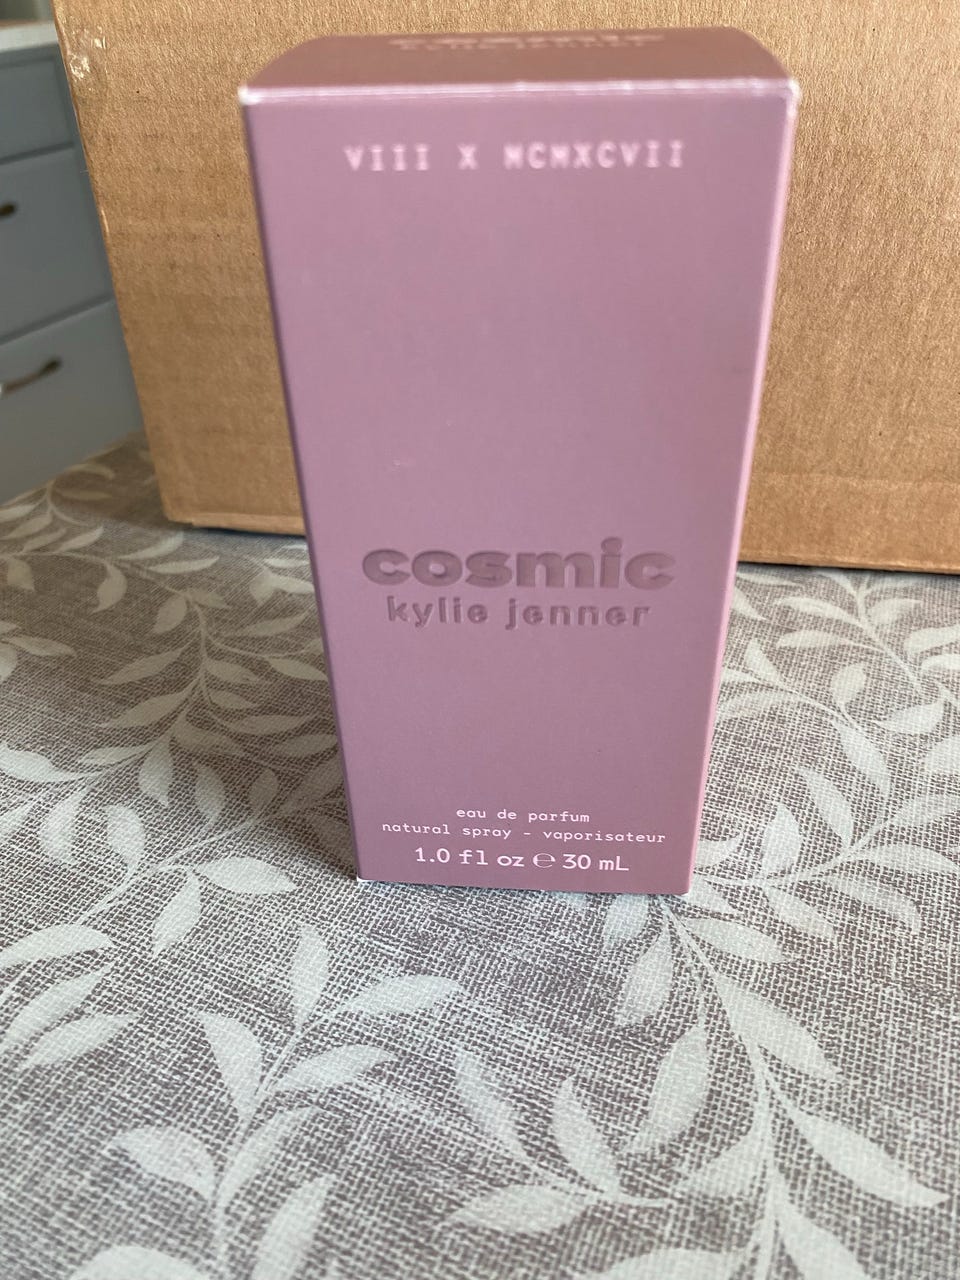 VIII X MCMXCVII
cosmic
kylie jenner
eau de parfum
natural spray - vaporisateur
1.0 fl oz ℮ 30 mL